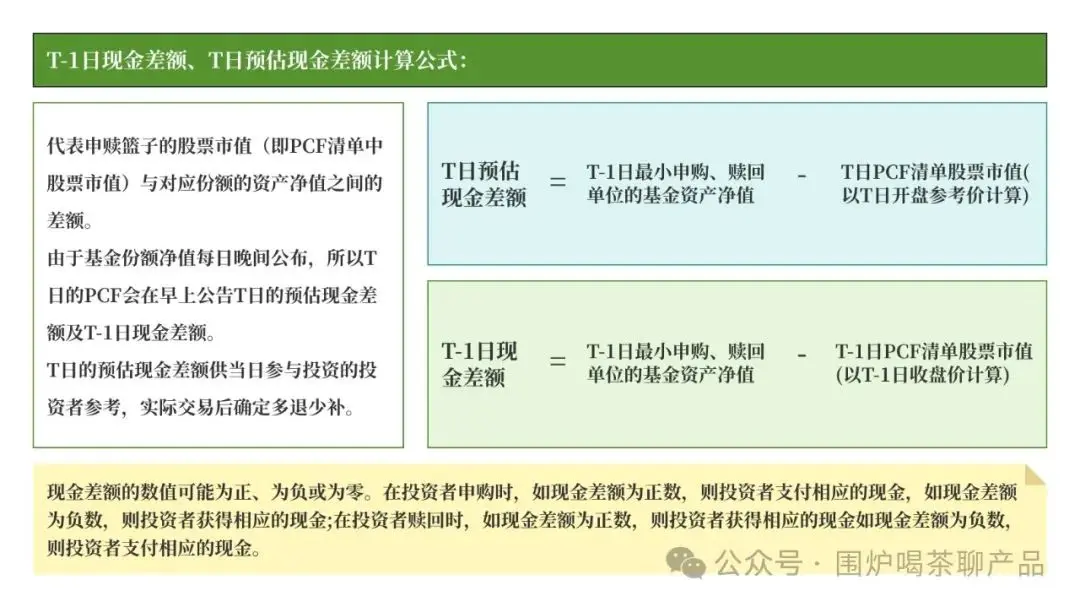 T-1日现金差额、T日预估现金差额计算公式：
代表申赎篮子的股票市值（即PCF清单中
股票市值）与对应份额的资产净值之间的
差额。
由于基金份额净值每日晚间公布，所以T
日的PCF会在早上公告T日的预估现金差
额及T-1日现金差额。
T日的预估现金差额供当日参与投资的投
资者参考，实际交易后确定多退少补。
T日预估
现金差额
=
T-1日最小申购、赎回
单位的基金资产净值
-
T日PCF清单股票市值(
以T日开盘参考价计算)
T-1日现
金差额
=
T-1日最小申购、赎回
单位的基金资产净值
-
T-1日PCF清单股票市值
(以T-1日收盘价计算)
现金差额的数值可能为正、为负或为零。在投资者申购时，如现金差额为正数，则投资者支付相应的现金，如现金差额
为负数，则投资者获得相应的现金;在投资者赎回时，如现金差额为正数，则投资者获得相应的现金如现金差额为负数，
则投资者支付相应的现金。
公众号 · 围炉喝茶聊产品